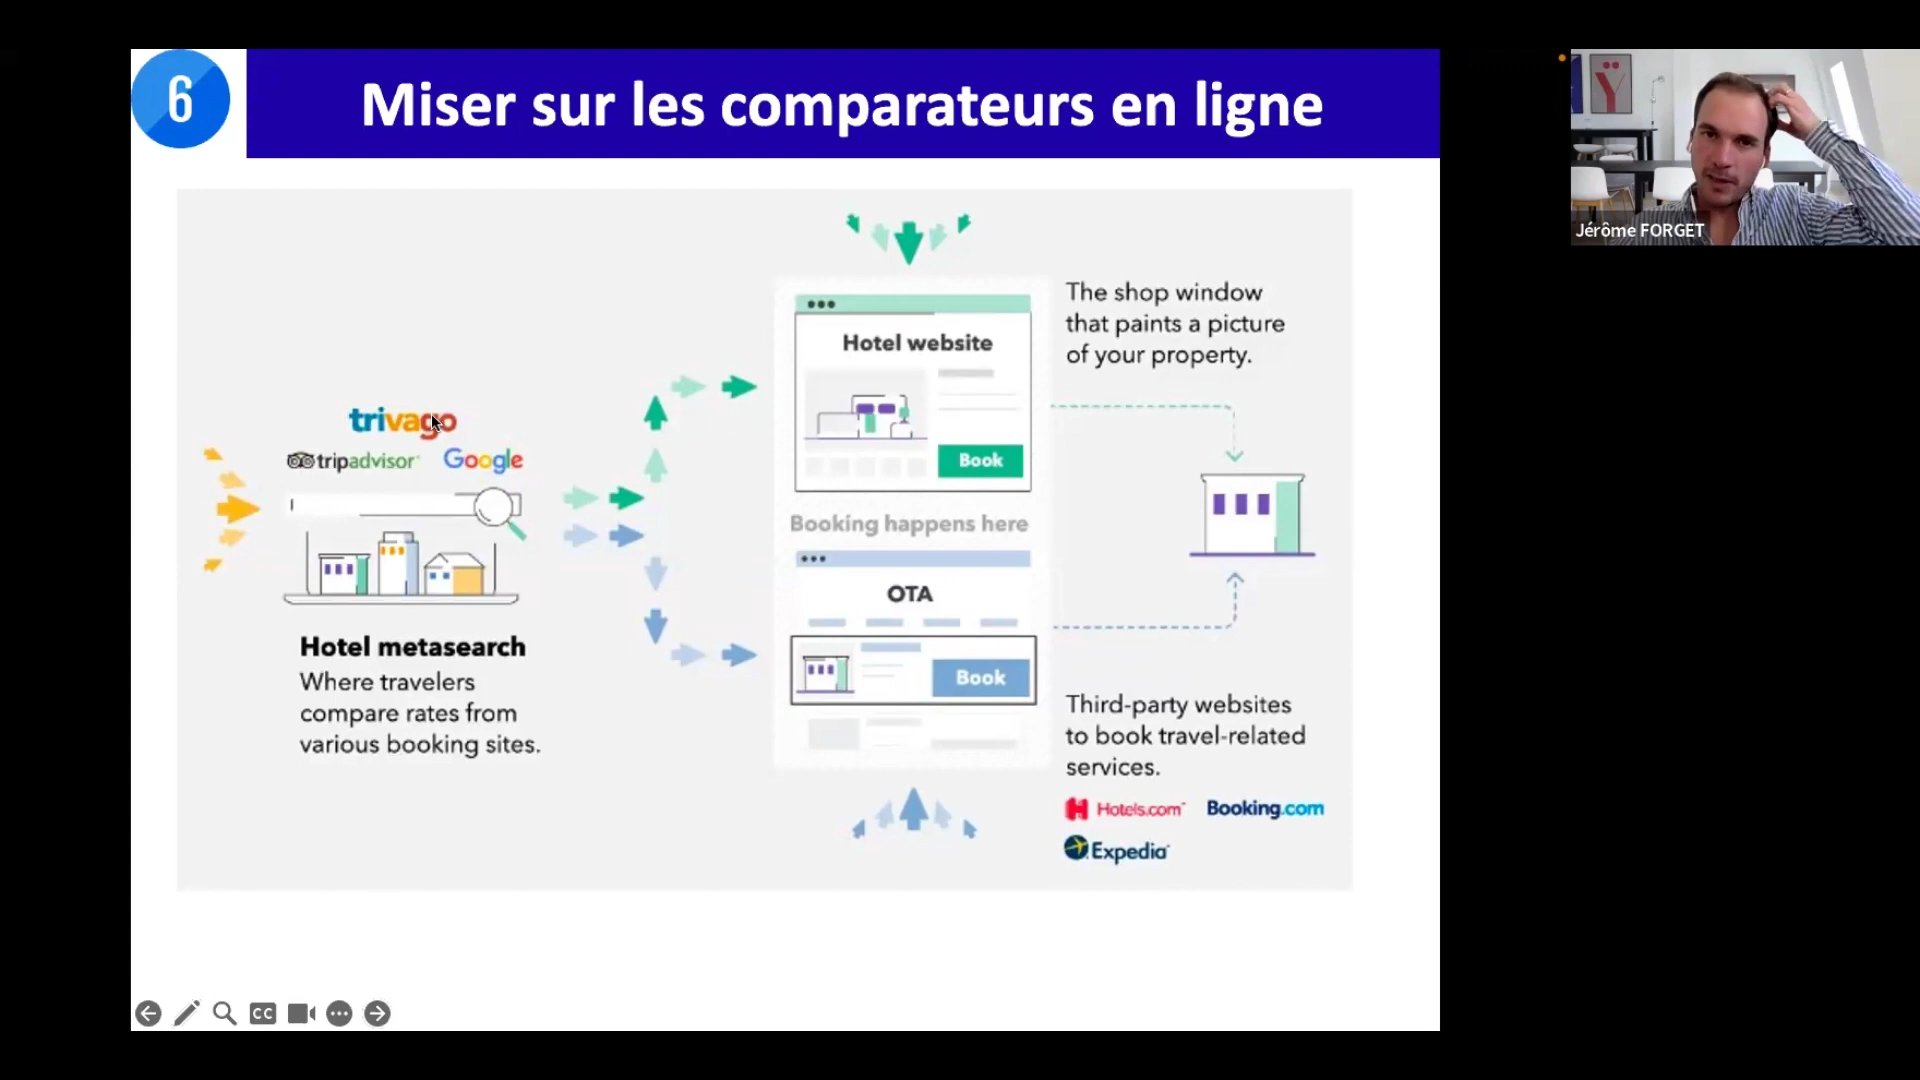 6
Miser sur les comparateurs en ligne
Jérôme FORGET
trivago
tripadvisor
Google
Hotel metasearch
Where travelers
compare rates from
various booking sites.
Hotel website
Book
Booking happens here
OTA
Book
The shop window
that paints a picture
of your property.
Third-party websites
to book travel-related
services.
Hotels.com
Booking.com
Expedia
CC